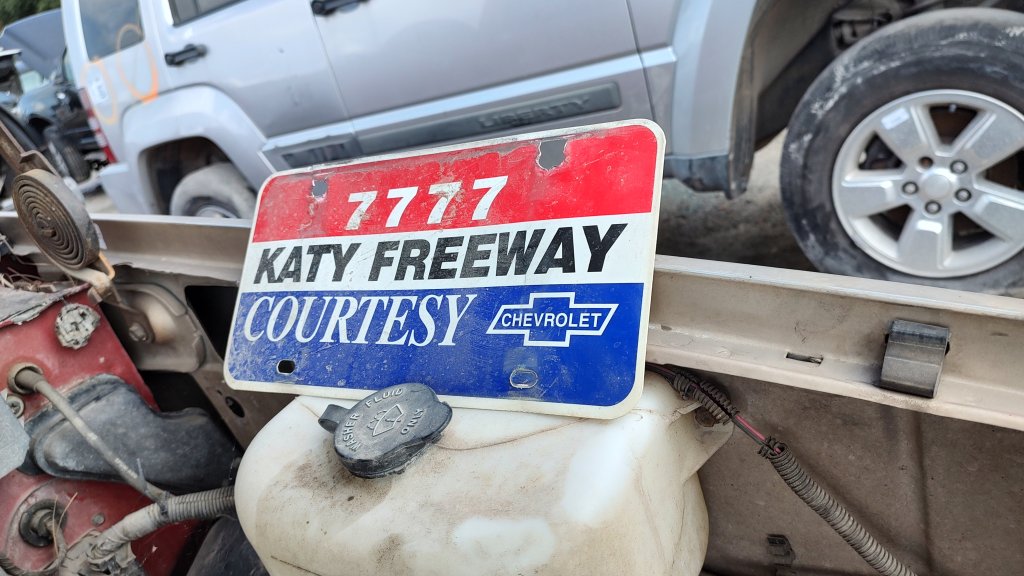 LIBERTY
7777
KATY FREEWAY
COURTESY
CHEVROLET
WASHER FLUID
ONLY